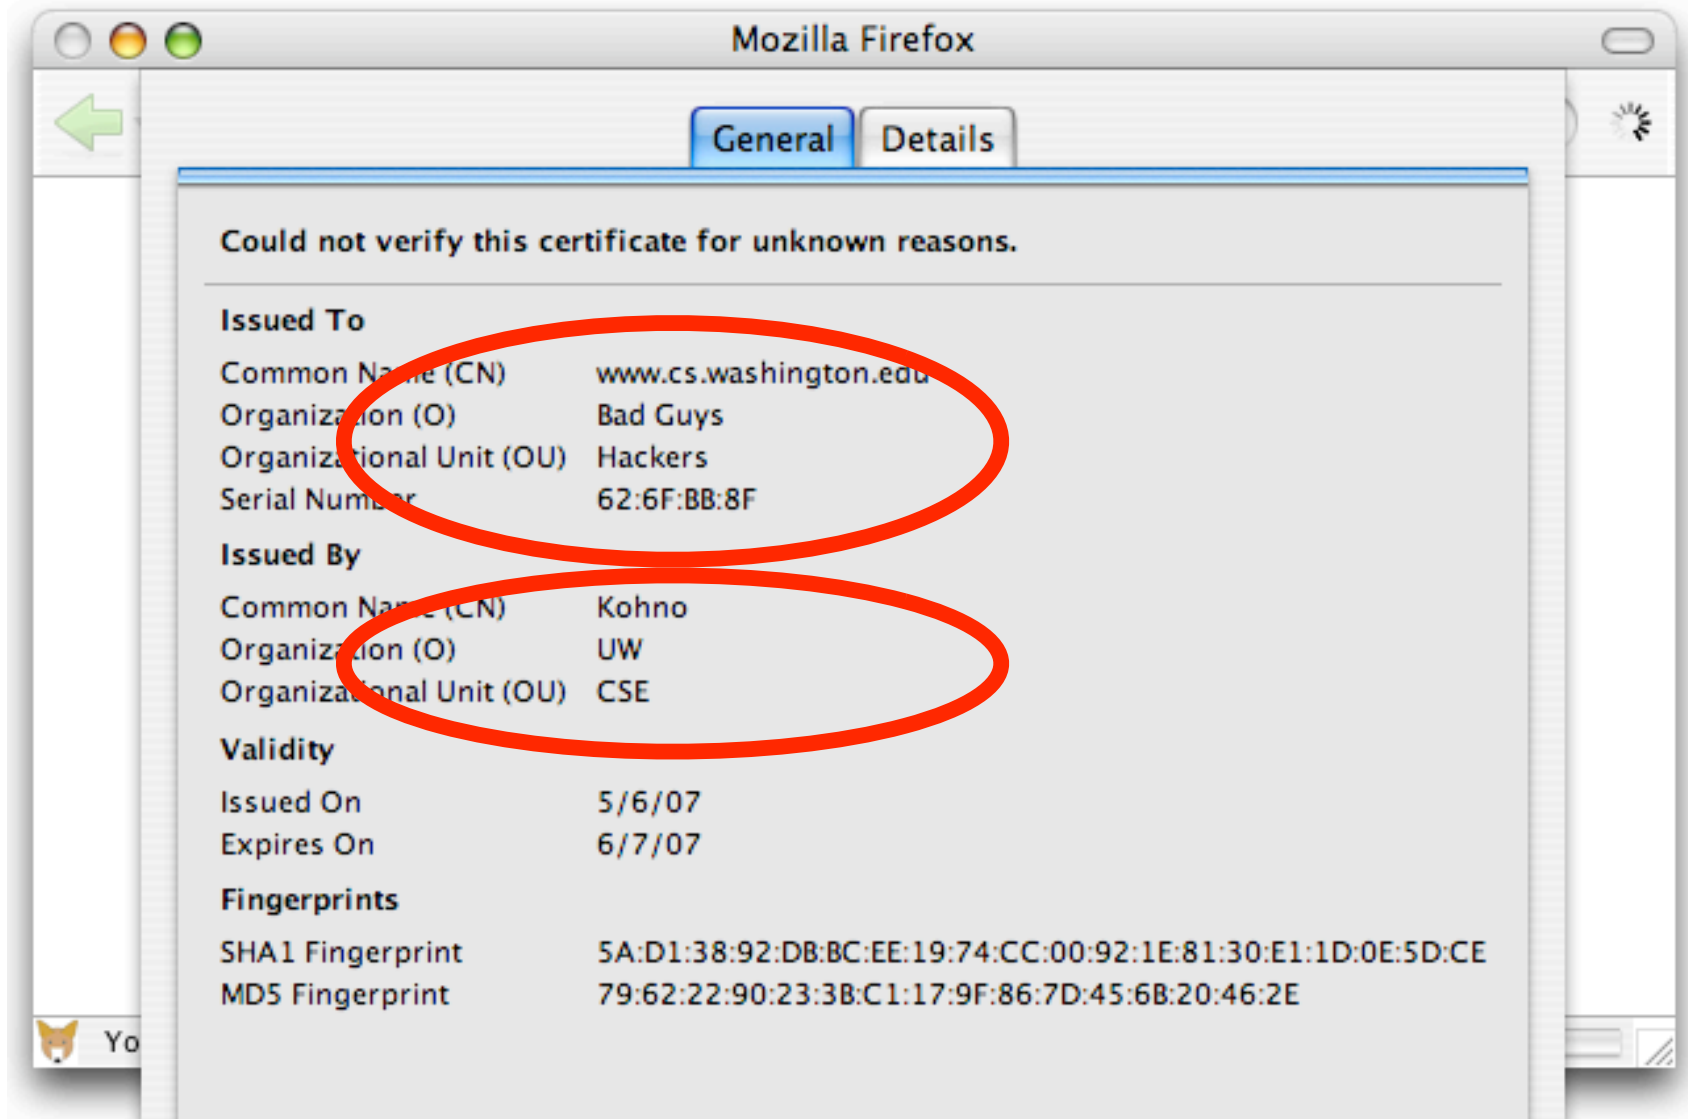 Mozilla Firefox
General Details
Could not verify this certificate for unknown reasons.
Issued To
Common Name (CN) www.cs.washington.edu
Organization (O) Bad Guys
Organizational Unit (OU) Hackers
Serial Number 62:6F:BB:8F
Issued By
Common Name (CN) Kohno
Organization (O) UW
Organizational Unit (OU) CSE
Validity
Issued On 5/6/07
Expires On 6/7/07
Fingerprints
SHA1 Fingerprint 5A:D1:38:92:DB:BC:EE:19:74:CC:00:92:1E:81:30:E1:1D:0E:5D:CE
MD5 Fingerprint 79:62:22:90:23:3B:C1:17:9F:86:7D:45:6B:20:46:2E
Yo